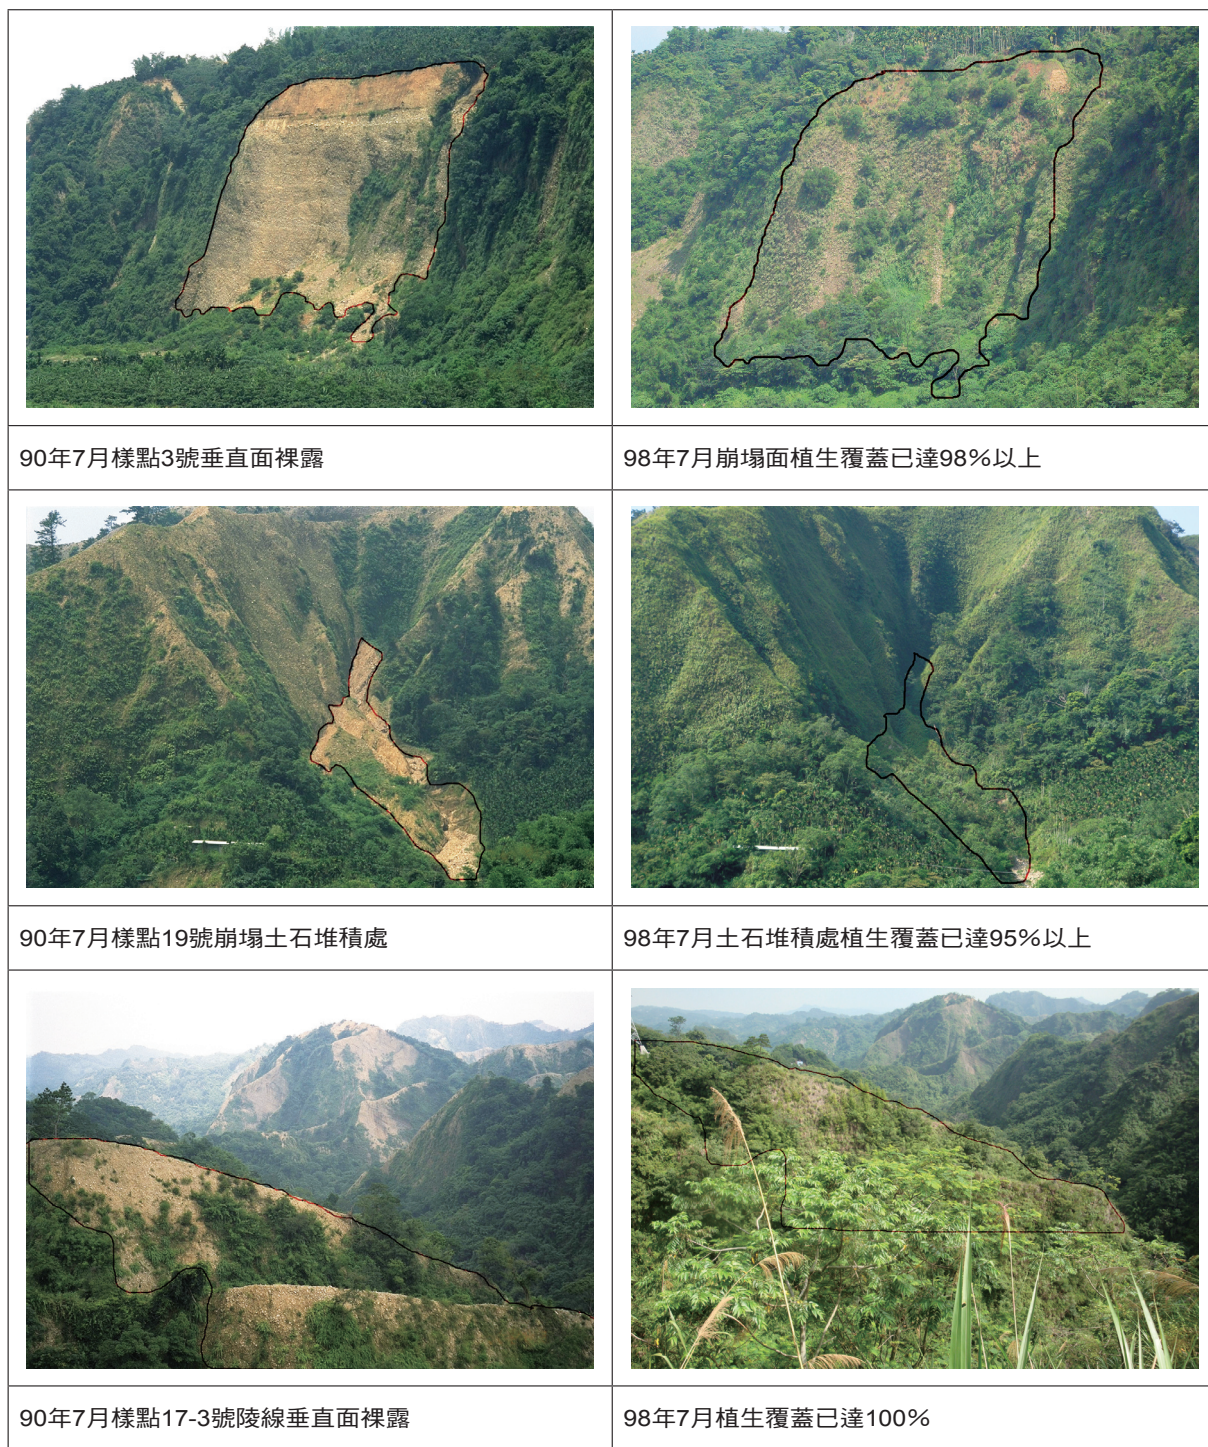 90年7月樣點3號垂直面裸露
98年7月崩塌面植生覆蓋已達98%以上
90年7月樣點19號崩塌土石堆積處
98年7月土石堆積處植生覆蓋已達95%以上
90年7月樣點17-3號陵線垂直面裸露
98年7月植生覆蓋已達100%